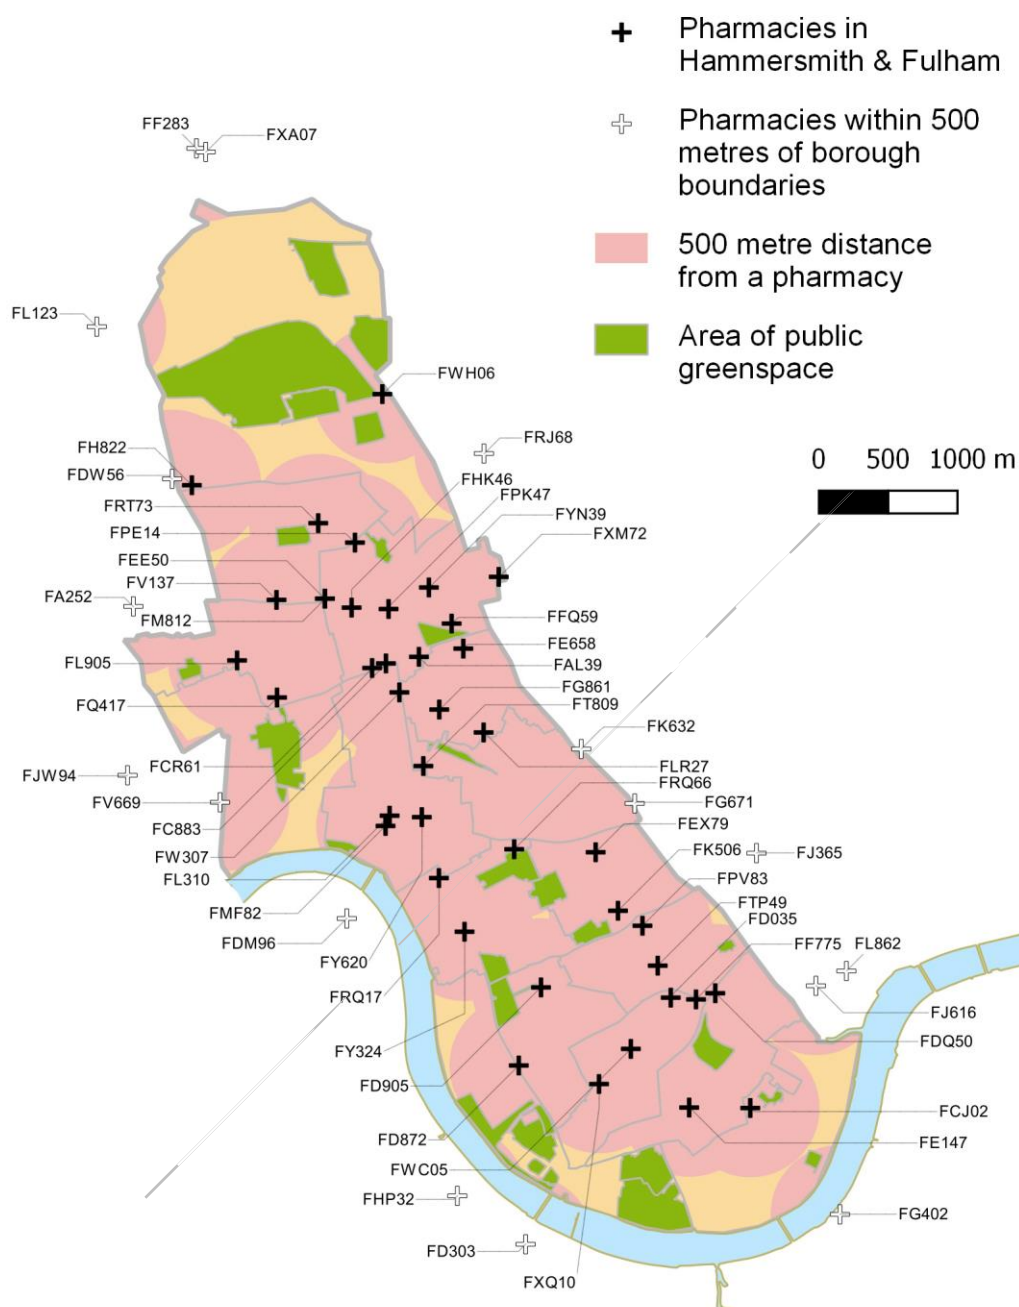 Pharmacies in
Hammersmith & Fulham
Pharmacies within 500
metres of borough
boundaries
500 metre distance
from a pharmacy
Area of public
greenspace
0 500 1000 m
FF283
FXA07
FL123
FWH06
FRJ68
FH822
FDW56
FHK46
FPK47
FRT73
FYN39
FPE14
FXM72
FEE50
FV137
FA252
FM812
FFQ59
FE658
FL905
FAL39
FG861
FQ417
FT809
FK632
FCR61
FLR27
FJW94
FRQ66
FV669
FG671
FC883
FEX79
FW307
FK506
FJ365
FL310
FPV83
FMF82
FTP49
FD035
FDM96
FF775
FL862
FY620
FRQ17
FJ616
FY324
FDQ50
FD905
FCJ02
FD872
FE147
FWC05
FHP32
FG402
FD303
FXQ10